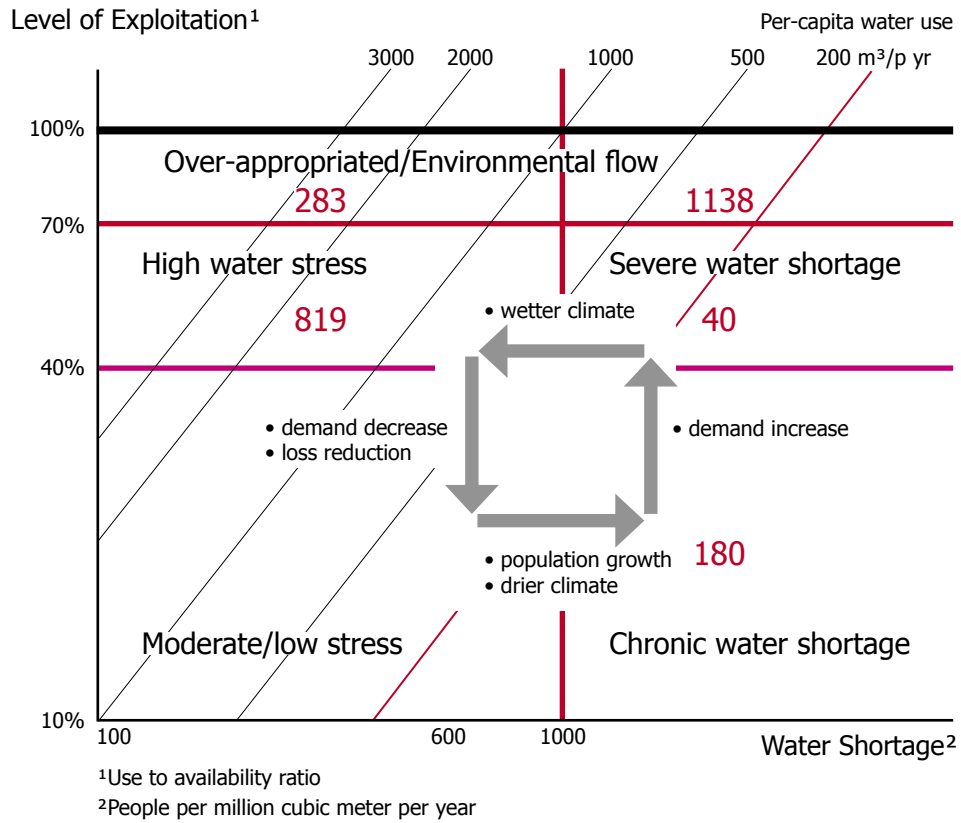 Level of Exploitation¹
Per-capita water use
3000 2000 1000 500 200 m³/p yr
100%
Over-appropriated/Environmental flow
283 1138
70%
High water stress Severe water shortage
• wetter climate
819 40
40%
• demand decrease
• loss reduction
• demand increase
• population growth
• drier climate
180
Moderate/low stress Chronic water shortage
10%
100 600 1000
Water Shortage²
¹Use to availability ratio
²People per million cubic meter per year